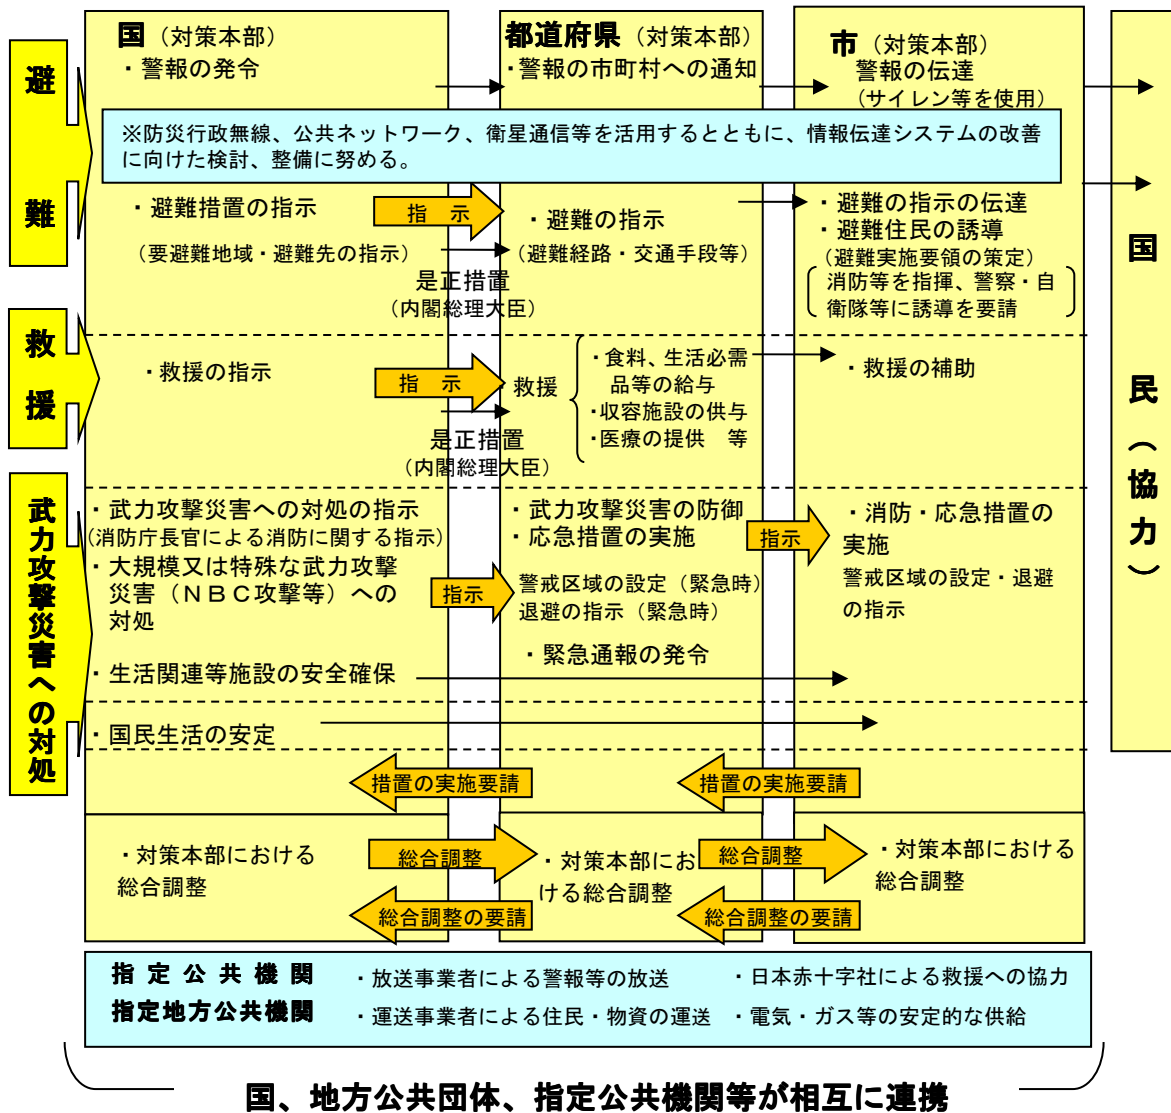 避難
国（対策本部）
・警報の発令
都道府県（対策本部）
・警報の市町村への通知
市（対策本部）
警報の伝達
（サイレン等を使用）
※防災行政無線、公共ネットワーク、衛星通信等を活用するとともに、情報伝達システムの改善
に向けた検討、整備に努める。
・避難措置の指示
（要避難地域・避難先の指示）
指　示
是正措置
（内閣総理大臣）
・避難の指示
（避難経路・交通手段等）
・避難の指示の伝達
・避難住民の誘導
（避難実施要領の策定）
消防等を指揮、警察・自
衛隊等に誘導を要請
救援
・救援の指示
指　示
是正措置
（内閣総理大臣）
救援
・食料、生活必需
品等の給与
・収容施設の供与
・医療の提供　等
・救援の補助
武力攻撃災害への対処
・武力攻撃災害への対処の指示
（消防庁長官による消防に関する指示）
・大規模又は特殊な武力攻撃
災害（ＮＢＣ攻撃等）への
対処
指示
・武力攻撃災害の防御
・応急措置の実施
警戒区域の設定（緊急時）
退避の指示（緊急時）
・緊急通報の発令
指示
・消防・応急措置の
実施
警戒区域の設定・退避
の指示
・生活関連等施設の安全確保
・国民生活の安定
措置の実施要請
措置の実施要請
・対策本部における
総合調整
総合調整
総合調整の要請
・対策本部にお
ける総合調整
総合調整
総合調整の要請
・対策本部における
総合調整
国民（協力）
指定公共機関
指定地方公共機関
・放送事業者による警報等の放送
・日本赤十字社による救援への協力
・運送事業者による住民・物資の運送
・電気・ガス等の安定的な供給
国、地方公共団体、指定公共機関等が相互に連携